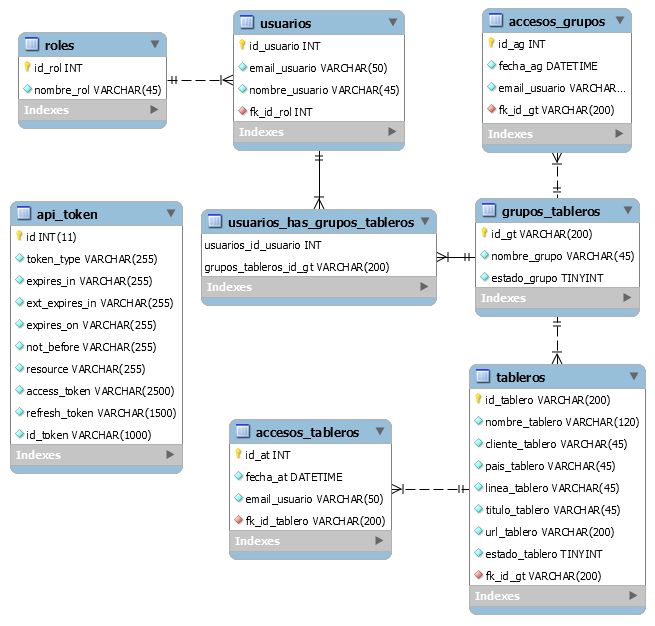 roles
id_rol INT
nombre_rol VARCHAR(45)
Indexes
usuarios
id_usuario INT
email_usuario VARCHAR(50)
nombre_usuario VARCHAR(45)
fk_id_rol INT
Indexes
accesos_grupos
id_ag INT
fecha_ag DATETIME
email_usuario VARCHAR...
fk_id_gt VARCHAR(200)
Indexes
api_token
id INT(11)
token_type VARCHAR(255)
expires_in VARCHAR(255)
ext_expires_in VARCHAR(255)
expires_on VARCHAR(255)
not_before VARCHAR(255)
resource VARCHAR(255)
access_token VARCHAR(2500)
refresh_token VARCHAR(1500)
id_token VARCHAR(1000)
Indexes
usuarios_has_grupos_tableros
usuarios_id_usuario INT
grupos_tableros_id_gt VARCHAR(200)
Indexes
grupos_tableros
id_gt VARCHAR(200)
nombre_grupo VARCHAR(45)
estado_grupo TINYINT
Indexes
accesos_tableros
id_at INT
fecha_at DATETIME
email_usuario VARCHAR(50)
fk_id_tablero VARCHAR(200)
Indexes
tableros
id_tablero VARCHAR(200)
nombre_tablero VARCHAR(120)
cliente_tablero VARCHAR(45)
pais_tablero VARCHAR(45)
linea_tablero VARCHAR(45)
titulo_tablero VARCHAR(45)
url_tablero VARCHAR(200)
estado_tablero TINYINT
fk_id_gt VARCHAR(200)
Indexes